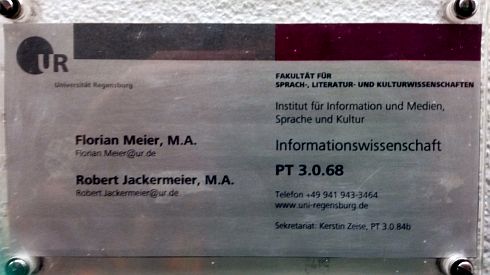 UR
Universität Regensburg
Florian Meier, M.A.
Florian Meier@ur.de
Robert Jackermeier, M.A.
Robert Jackermeier@ur.de
FAKULTÄT FÜR
SPRACH-, LITERATUR- UND KULTURWISSENSCHAFTEN
Institut für Information und Medien,
Sprache und Kultur
Informationswissenschaft
PT 3.0.68
Telefon +49 941 943-3464
www.uni-regensburg.de
Sekretariat: Kerstin Zeise, PT 3.0 84b